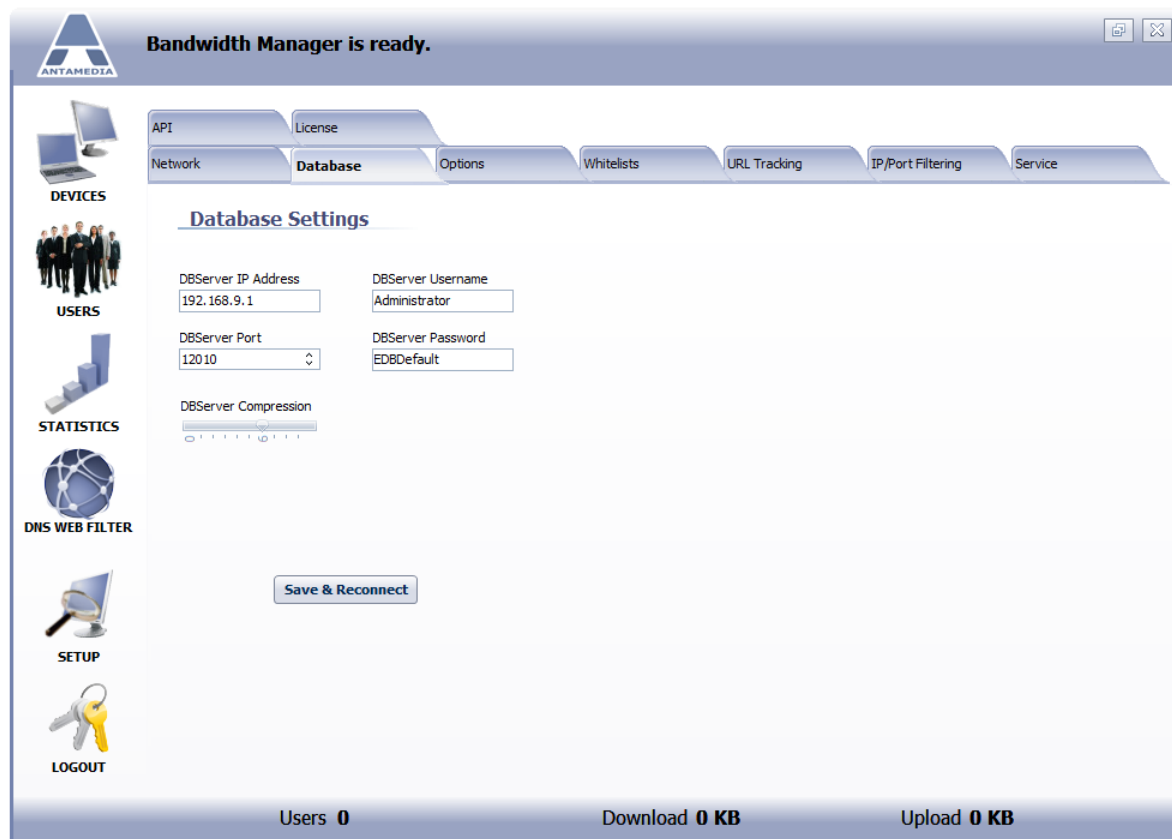 ANTAMEDIA
Bandwidth Manager is ready.
API
License
Network
Database
Options
Whitelists
URL Tracking
IP/Port Filtering
Service
DEVICES
USERS
STATISTICS
DNS WEB FILTER
SETUP
LOGOUT
Database Settings
DBServer IP Address
192.168.9.1
DBServer Username
Administrator
DBServer Port
12010
DBServer Password
EDBDefault
DBServer Compression
0 6
Save & Reconnect
Users 0
Download 0 KB
Upload 0 KB